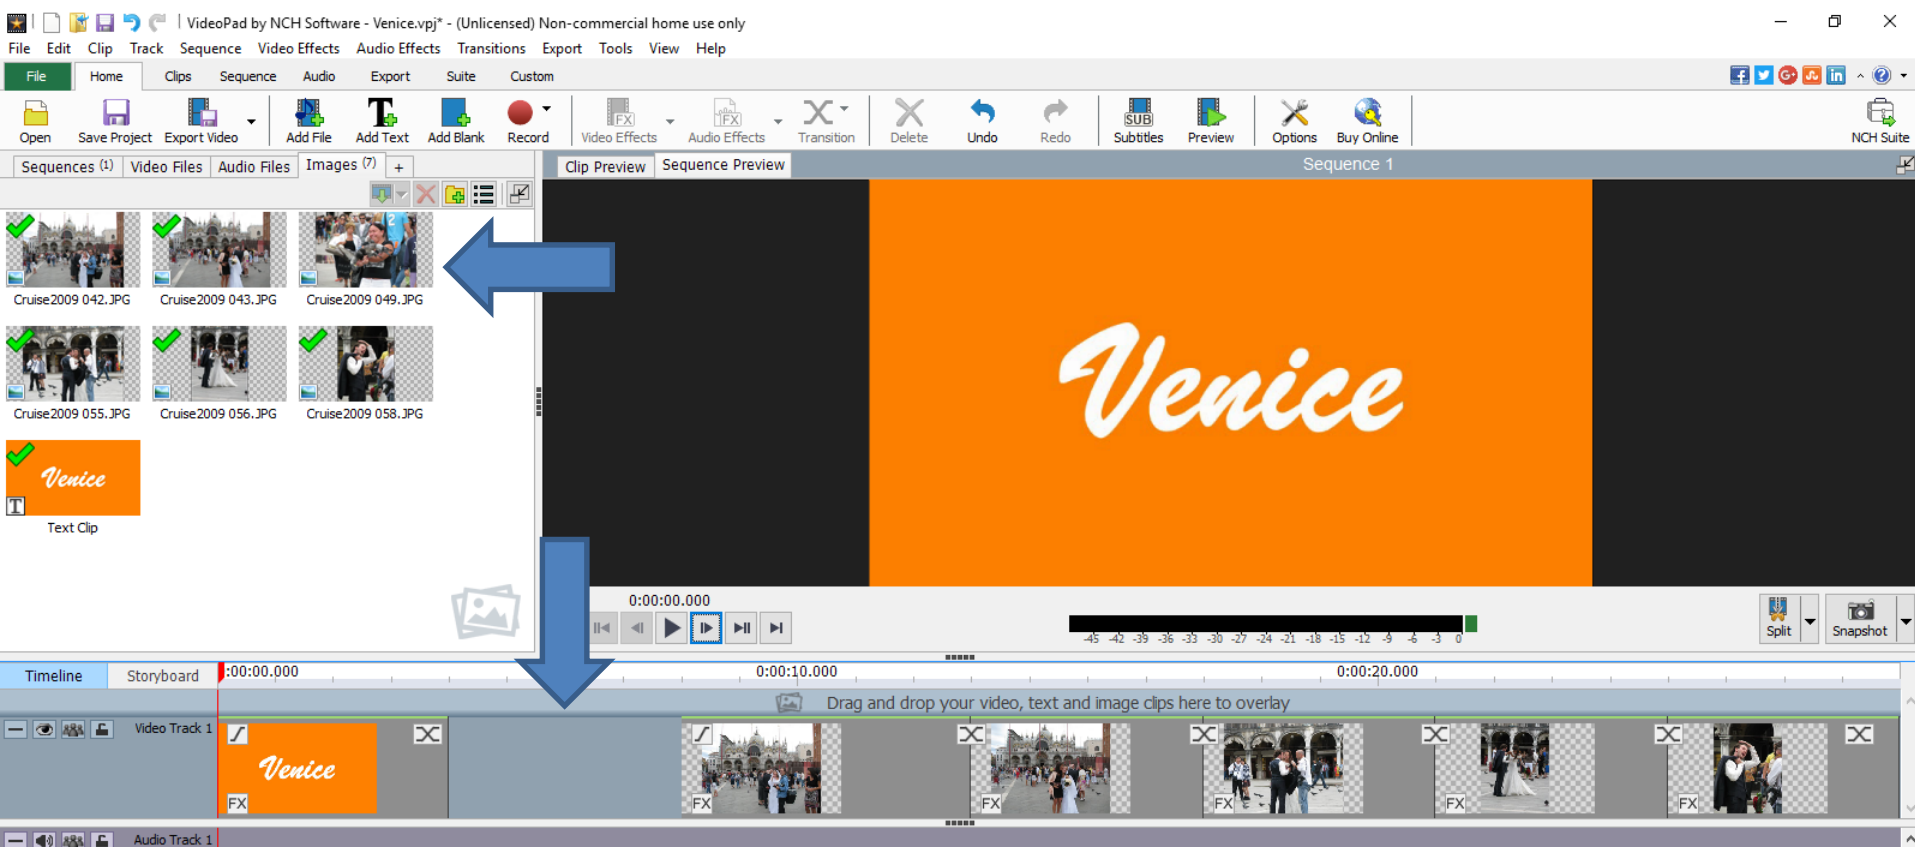 VideoPad by NCH Software - Venice.vpj* - (Unlicensed) Non-commercial home use only
File Edit Clip Track Sequence Video Effects Audio Effects Transitions Export Tools View Help
File Home Clips Sequence Audio Export Suite Custom
Open Save Project Export Video Add File Add Text Add Blank Record Video Effects Audio Effects Transition Delete Undo Redo Subtitles Preview Options Buy Online NCH Suite
Sequences (1) Video Files Audio Files Images (7) + Clip Preview Sequence Preview Sequence 1
Cruise2009 042.JPG Cruise2009 043.JPG Cruise2009 049.JPG
Cruise2009 055.JPG Cruise2009 056.JPG Cruise2009 058.JPG
Venice
Text Clip
Venice
0:00:00.000
-45 -42 -39 -36 -33 -30 -27 -24 -21 -18 -15 -12 -9 -6 -3 0
Split Snapshot
Timeline Storyboard :00:00.000 0:00:10.000 0:00:20.000
Drag and drop your video, text and image clips here to overlay
Video Track 1
Venice
FX FX FX FX FX FX
Audio Track 1